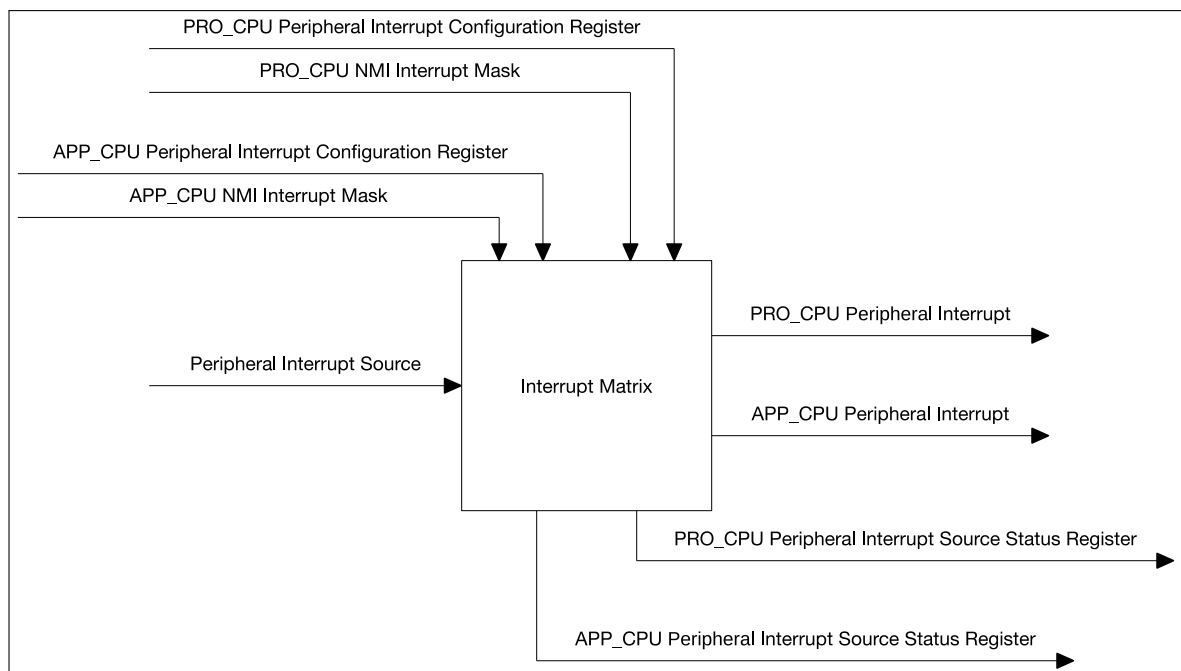 PRO_CPU Peripheral Interrupt Configuration Register
PRO_CPU NMI Interrupt Mask
APP_CPU Peripheral Interrupt Configuration Register
APP_CPU NMI Interrupt Mask
PRO_CPU Peripheral Interrupt
Peripheral Interrupt Source
Interrupt Matrix
APP_CPU Peripheral Interrupt
PRO_CPU Peripheral Interrupt Source Status Register
APP_CPU Peripheral Interrupt Source Status Register